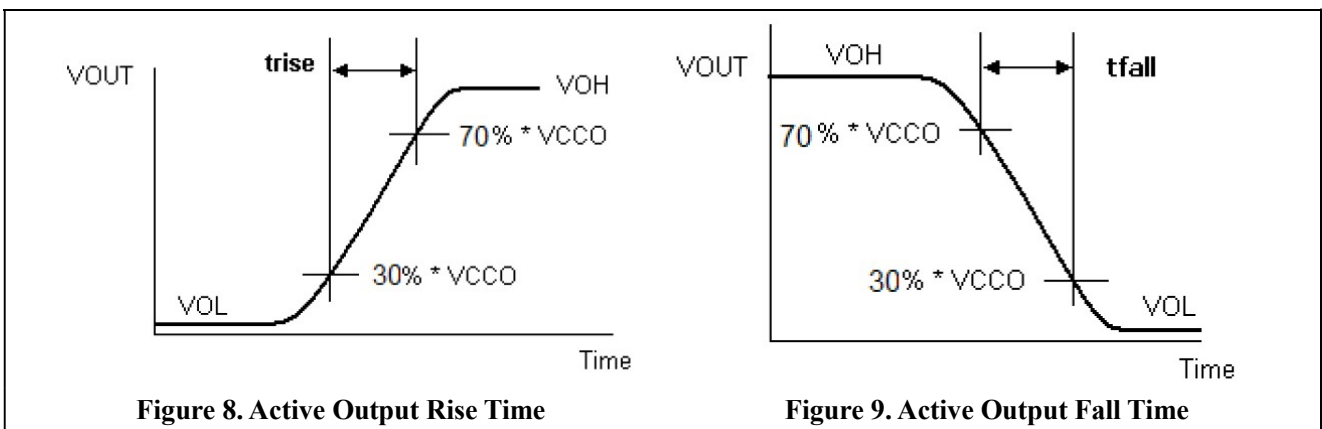 VOUT
trise
VOH
70% * VCCO
30% * VCCO
VOL
Time
Figure 8. Active Output Rise Time
VOUT
VOH
tfall
70% * VCCO
30% * VCCO
VOL
Time
Figure 9. Active Output Fall Time